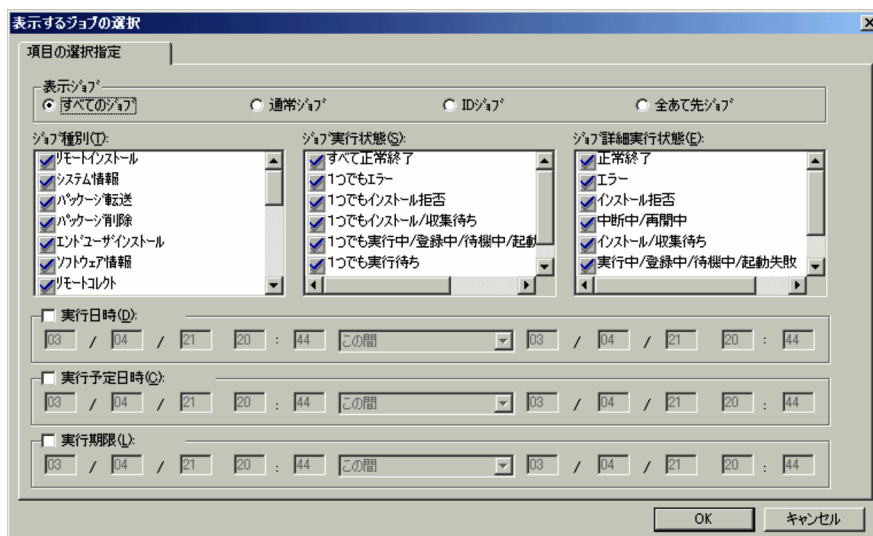 表示するジョブの選択
項目の選択指定
表示ｼﾞｮﾌﾞ
すべてのｼﾞｮﾌﾞ 通常ｼﾞｮﾌﾞ IDｼﾞｮﾌﾞ 全あて先ｼﾞｮﾌﾞ
ｼﾞｮﾌﾞ種別(T): ｼﾞｮﾌﾞ実行状態(S): ｼﾞｮﾌﾞ詳細実行状態(E):
ﾘﾓｰﾄｲﾝｽﾄｰﾙ すべて正常終了 正常終了
ｼｽﾃﾑ情報 1つでもｴﾗｰ ｴﾗｰ
ﾊﾟｯｹｰｼﾞ転送 1つでもｲﾝｽﾄｰﾙ拒否 ｲﾝｽﾄｰﾙ拒否
ﾊﾟｯｹｰｼﾞ削除 1つでもｲﾝｽﾄｰﾙ/収集待ち 中断中/再開中
ｴﾝﾄﾞﾕｰｻﾞｲﾝｽﾄｰﾙ 1つでも実行中/登録中/待機中/起動 ｲﾝｽﾄｰﾙ/収集待ち
ｿﾌﾄｳｪｱ情報 1つでも実行待ち 実行中/登録中/待機中/起動失敗
ﾘﾓｰﾄｺﾚｸﾄ
実行日時(D):
03 / 04 / 21 20 : 44 この間 03 / 04 / 21 20 : 44
実行予定日時(C):
03 / 04 / 21 20 : 44 この間 03 / 04 / 21 20 : 44
実行期限(L):
03 / 04 / 21 20 : 44 この間 03 / 04 / 21 20 : 44
OK キャンセル